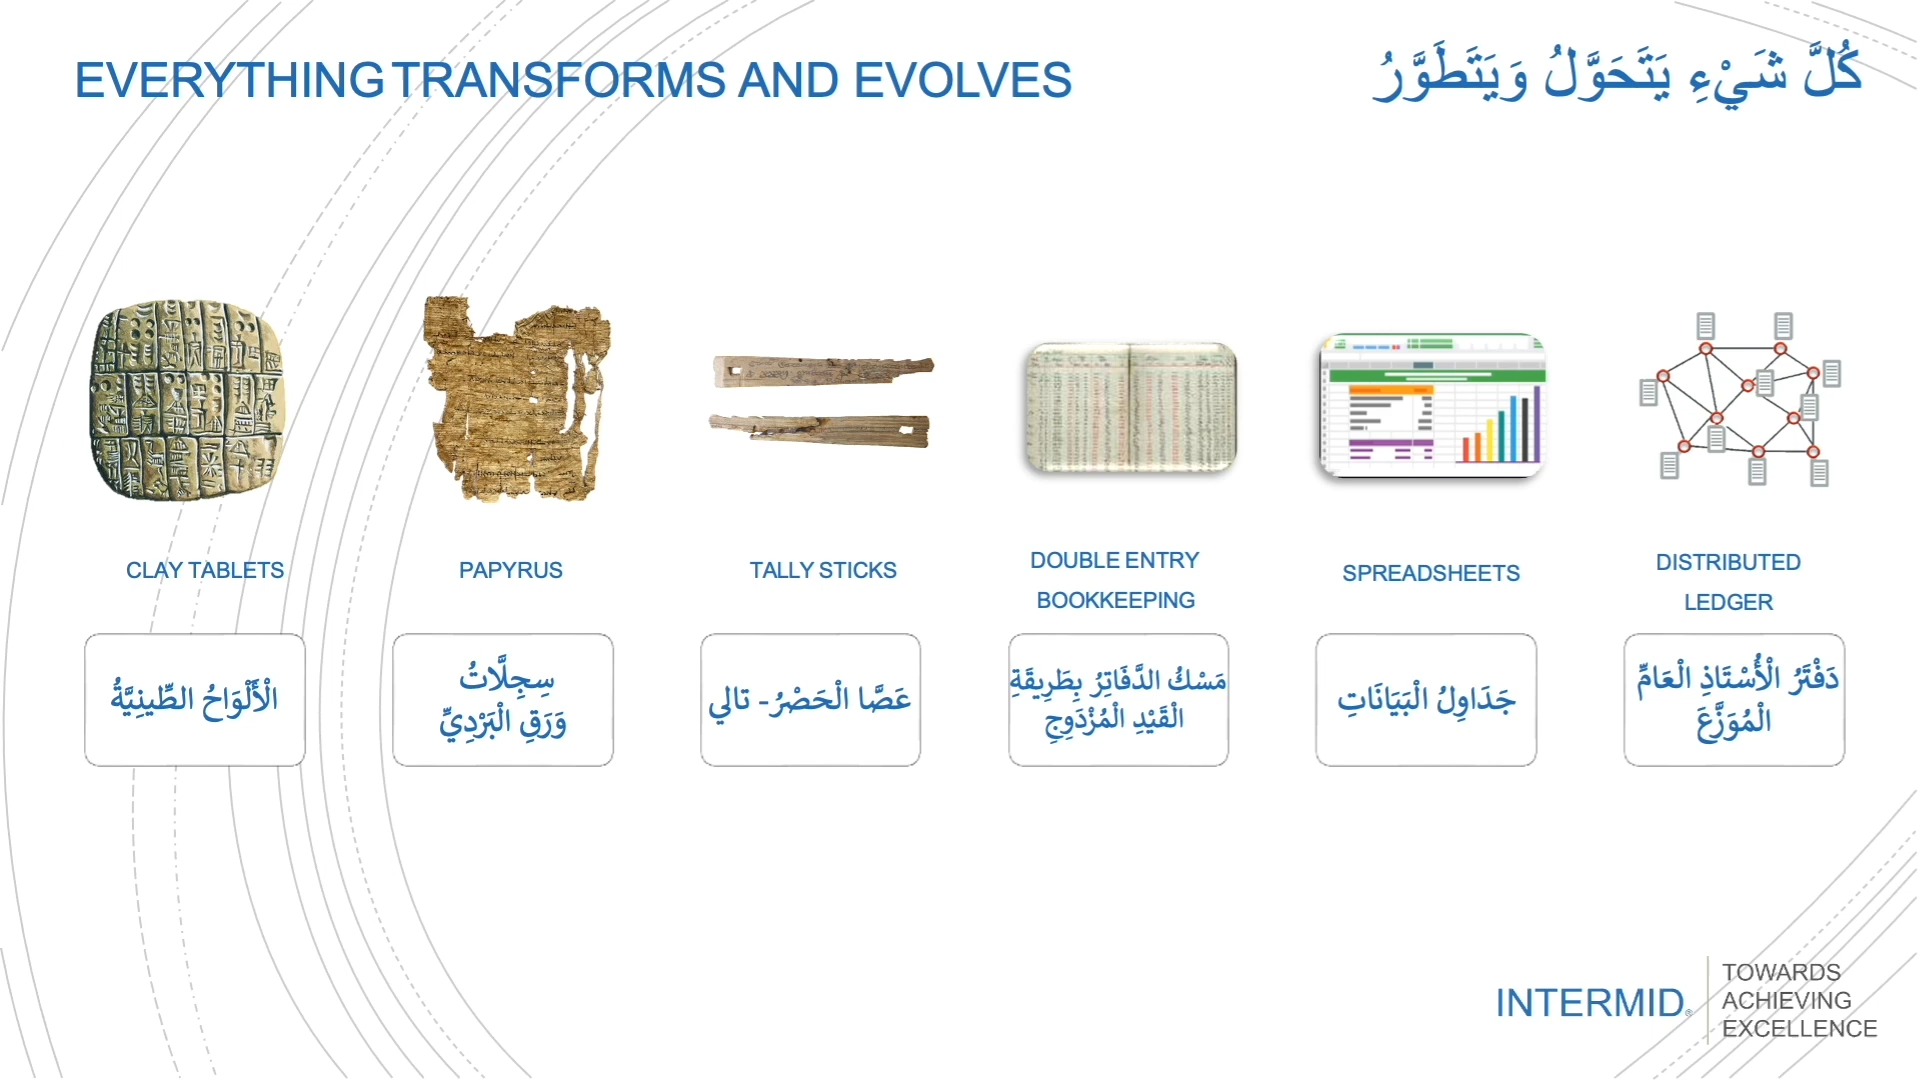 EVERYTHING TRANSFORMS AND EVOLVES
كُلَّ شَيْءِ يَتَحَوَّلُ وَيَتَطَوَّرُ
CLAY TABLETS
PAPYRUS
TALLY STICKS
DOUBLE ENTRY
BOOKKEEPING
SPREADSHEETS
DISTRIBUTED
LEDGER
الْأَلْوَاحُ الطِّينِيَّةُ
سِجِلَّاتُ
وَرَقِ الْبَرْدِيِّ
عَصَّا الْحَصْرُ- تالي
مَسْكُ الدَّفَاتِرُ بِطَرِيقَةِ
الْقَيْدِ الْمُزْدَوِجِ
جَدَاوِلُ الْبَيَانَاتِ
دَفْتَرُ الْأُسْتَاذِ الْعَامِّ
الْمُوَزَّعَ
INTERMID®
TOWARDS
ACHIEVING
EXCELLENCE